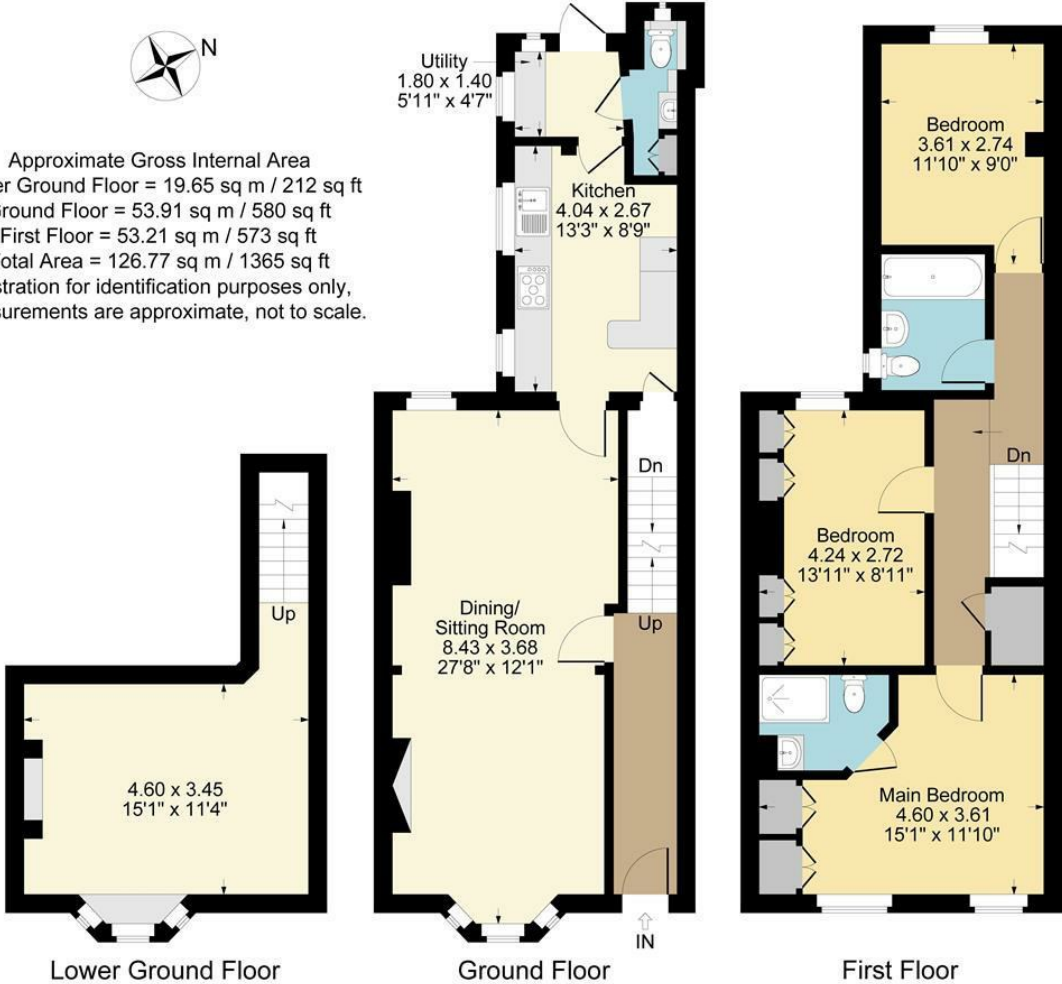 N
Approximate Gross Internal Area
er Ground Floor = 19.65 sq m / 212 sq ft
round Floor = 53.91 sq m / 580 sq ft
First Floor = 53.21 sq m / 573 sq ft
otal Area = 126.77 sq m / 1365 sq ft
stration for identification purposes only,
surements are approximate, not to scale.
Utility
1.80 x 1.40
5'11" x 4'7"
Kitchen
4.04 x 2.67
13'3" x 8'9"
Dn
Dining/
Sitting Room
8.43 x 3.68
27'8" x 12'1"
Up
IN
Up
4.60 x 3.45
15'1" x 11'4"
Bedroom
3.61 x 2.74
11'10" x 9'0"
Dn
Bedroom
4.24 x 2.72
13'11" x 8'11"
Main Bedroom
4.60 x 3.61
15'1" x 11'10"
Lower Ground Floor
Ground Floor
First Floor